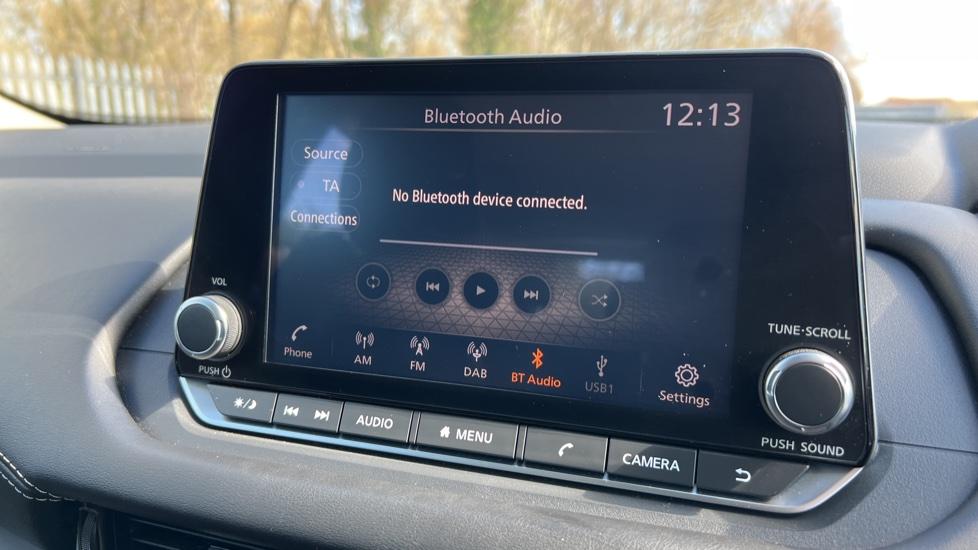 Bluetooth Audio
12:13
Source
TA
Connections
No Bluetooth device connected.
VOL
PUSH
TUNE·SCROLL
PUSH SOUND
Phone
AM
FM
DAB
BT Audio
USB1
Settings
AUDIO
MENU
CAMERA